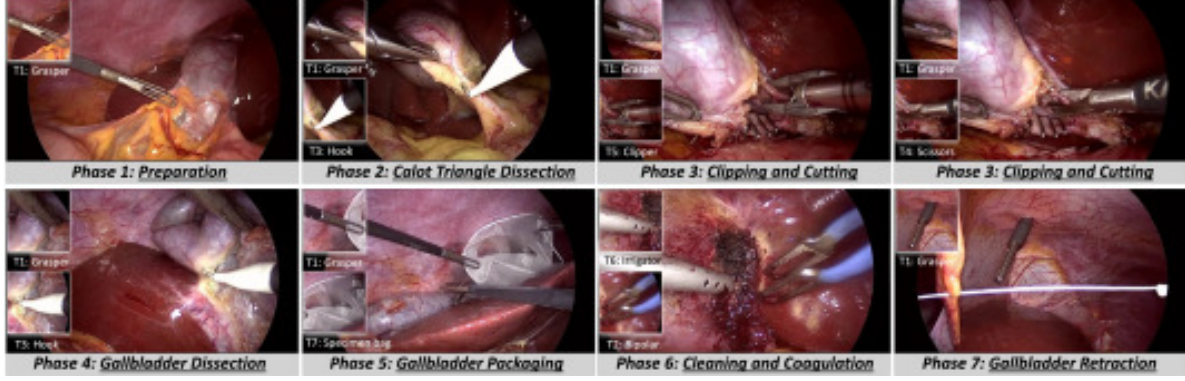 T1: Grasper
T1: Grasper
T3: Hook
T1: Grasper
T5: Clipper
T1: Grasper
T4: Scissors
Phase 1: Preparation
Phase 2: Calot Triangle Dissection
Phase 3: Clipping and Cutting
Phase 3: Clipping and Cutting
T1: Grasper
T3: Hook
T1: Grasper
T7: Specimen bag
T6: Irrigator
T2: Bipolar
T1: Grasper
Phase 4: Gallbladder Dissection
Phase 5: Gallbladder Packaging
Phase 6: Cleaning and Coagulation
Phase 7: Gallbladder Retraction